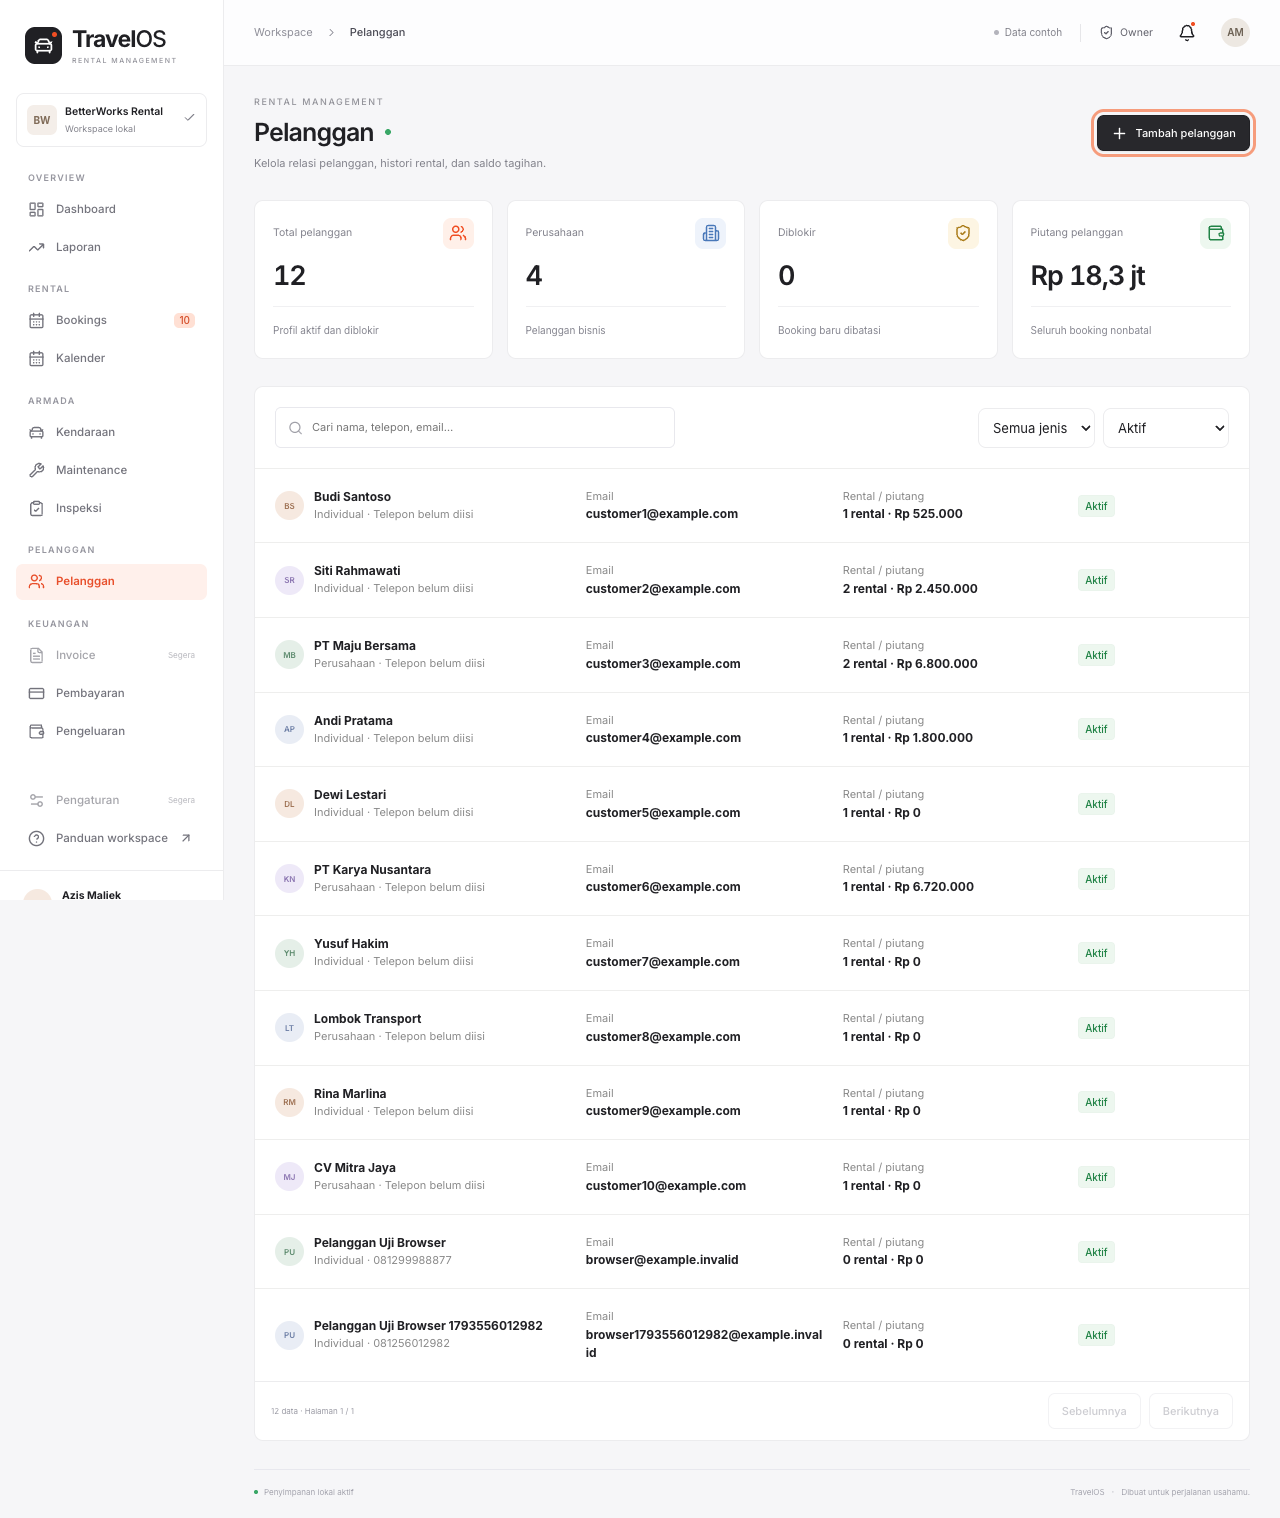 TravelOS
RENTAL MANAGEMENT
BW
BetterWorks Rental
Workspace lokal
OVERVIEW
Dashboard
Laporan
RENTAL
Bookings 10
Kalender
ARMADA
Kendaraan
Maintenance
Inspeksi
PELANGGAN
Pelanggan
KEUANGAN
Invoice Segera
Pembayaran
Pengeluaran
Pengaturan Segera
Panduan workspace
Azis Maliek
Workspace > Pelanggan
Data contoh
Owner
AM
RENTAL MANAGEMENT
Pelanggan
Kelola relasi pelanggan, histori rental, dan saldo tagihan.
Tambah pelanggan
Total pelanggan
12
Profil aktif dan diblokir
Perusahaan
4
Pelanggan bisnis
Diblokir
0
Booking baru dibatasi
Piutang pelanggan
Rp 18,3 jt
Seluruh booking nonbatal
Cari nama, telepon, email...
Semua jenis
Aktif
BS
Budi Santoso
Individual · Telepon belum diisi
Email
customer1@example.com
Rental / piutang
1 rental · Rp 525.000
Aktif
SR
Siti Rahmawati
Individual · Telepon belum diisi
Email
customer2@example.com
Rental / piutang
2 rental · Rp 2.450.000
Aktif
MB
PT Maju Bersama
Perusahaan · Telepon belum diisi
Email
customer3@example.com
Rental / piutang
2 rental · Rp 6.800.000
Aktif
AP
Andi Pratama
Individual · Telepon belum diisi
Email
customer4@example.com
Rental / piutang
1 rental · Rp 1.800.000
Aktif
DL
Dewi Lestari
Individual · Telepon belum diisi
Email
customer5@example.com
Rental / piutang
1 rental · Rp 0
Aktif
KN
PT Karya Nusantara
Perusahaan · Telepon belum diisi
Email
customer6@example.com
Rental / piutang
1 rental · Rp 6.720.000
Aktif
YH
Yusuf Hakim
Individual · Telepon belum diisi
Email
customer7@example.com
Rental / piutang
1 rental · Rp 0
Aktif
LT
Lombok Transport
Perusahaan · Telepon belum diisi
Email
customer8@example.com
Rental / piutang
1 rental · Rp 0
Aktif
RM
Rina Marlina
Individual · Telepon belum diisi
Email
customer9@example.com
Rental / piutang
1 rental · Rp 0
Aktif
MJ
CV Mitra Jaya
Perusahaan · Telepon belum diisi
Email
customer10@example.com
Rental / piutang
1 rental · Rp 0
Aktif
PU
Pelanggan Uji Browser
Individual · 081299988877
Email
browser@example.invalid
Rental / piutang
0 rental · Rp 0
Aktif
PU
Pelanggan Uji Browser 1793556012982
Individual · 081256012982
Email
browser1793556012982@example.inval
id
Rental / piutang
0 rental · Rp 0
Aktif
12 data · Halaman 1 / 1
Sebelumnya
Berikutnya
Penyimpanan lokal aktif
TravelOS · Dibuat untuk perjalanan usahamu.